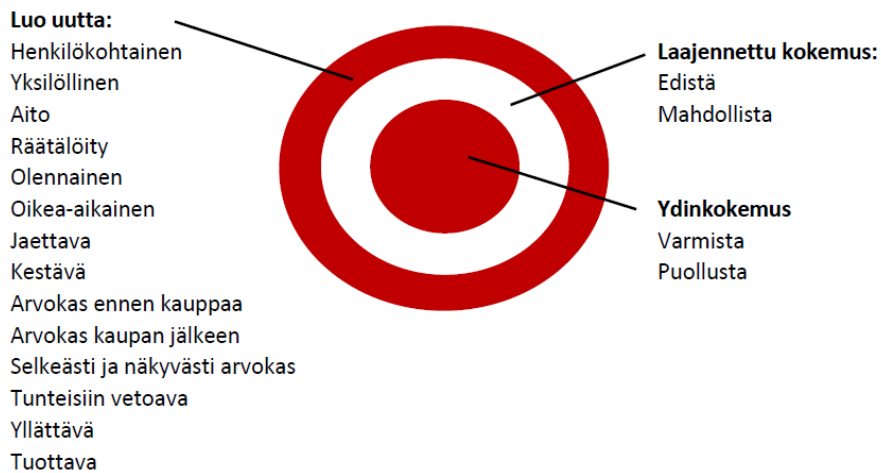 Luo uutta:
Henkilökohtainen
Yksilöllinen
Aito
Räätälöity
Olennainen
Oikea-aikainen
Jaettava
Kestävä
Arvokas ennen kauppaa
Arvokas kaupan jälkeen
Selkeästi ja näkyvästi arvokas
Tunteisiin vetoava
Yllättävä
Tuottava
Laajennettu kokemus:
Edistä
Mahdollista
Ydinkokemus
Varmista
Puollusta